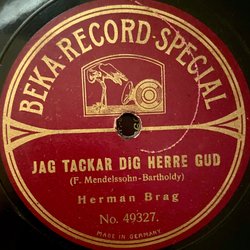 BEKA-RECORD-SPECIAL
JAG TACKAR DIG HERRE GUD
(F. Mendelssohn-Bartholdy)
Herman Brag
No. 49327.
MADE IN GERMANY